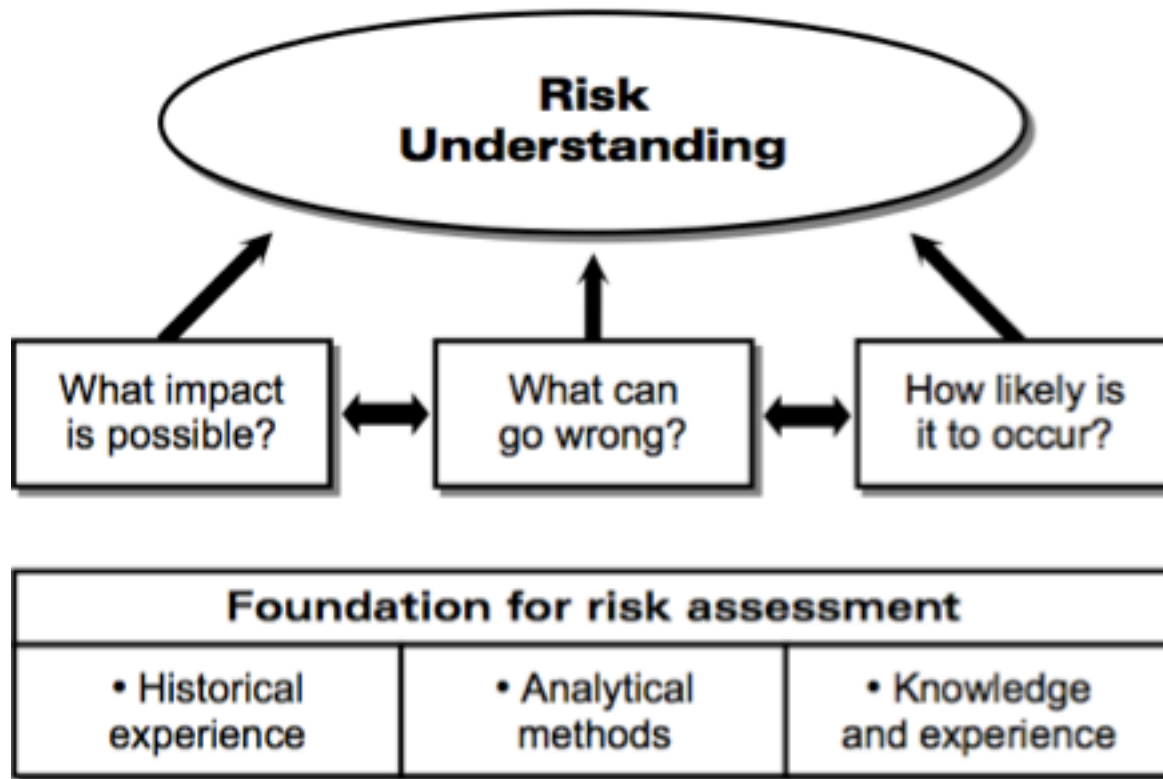 Risk
Understanding
What impact
is possible?
What can
go wrong?
How likely is
it to occur?
Foundation for risk assessment
• Historical
experience
• Analytical
methods
• Knowledge
and experience